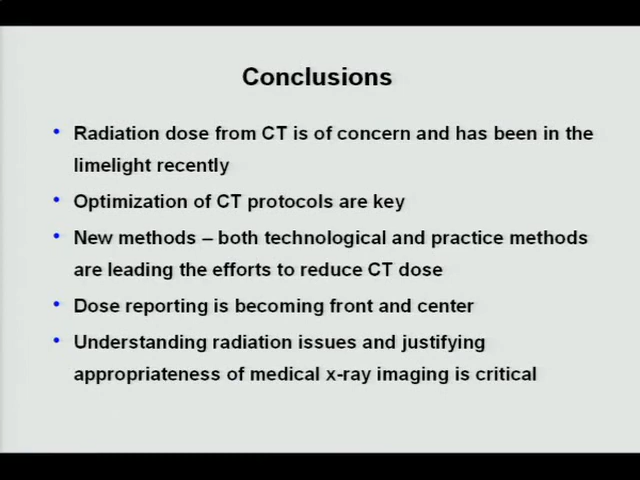 Conclusions
• Radiation dose from CT is of concern and has been in the
limelight recently
• Optimization of CT protocols are key
• New methods – both technological and practice methods
are leading the efforts to reduce CT dose
• Dose reporting is becoming front and center
• Understanding radiation issues and justifying
appropriateness of medical x-ray imaging is critical